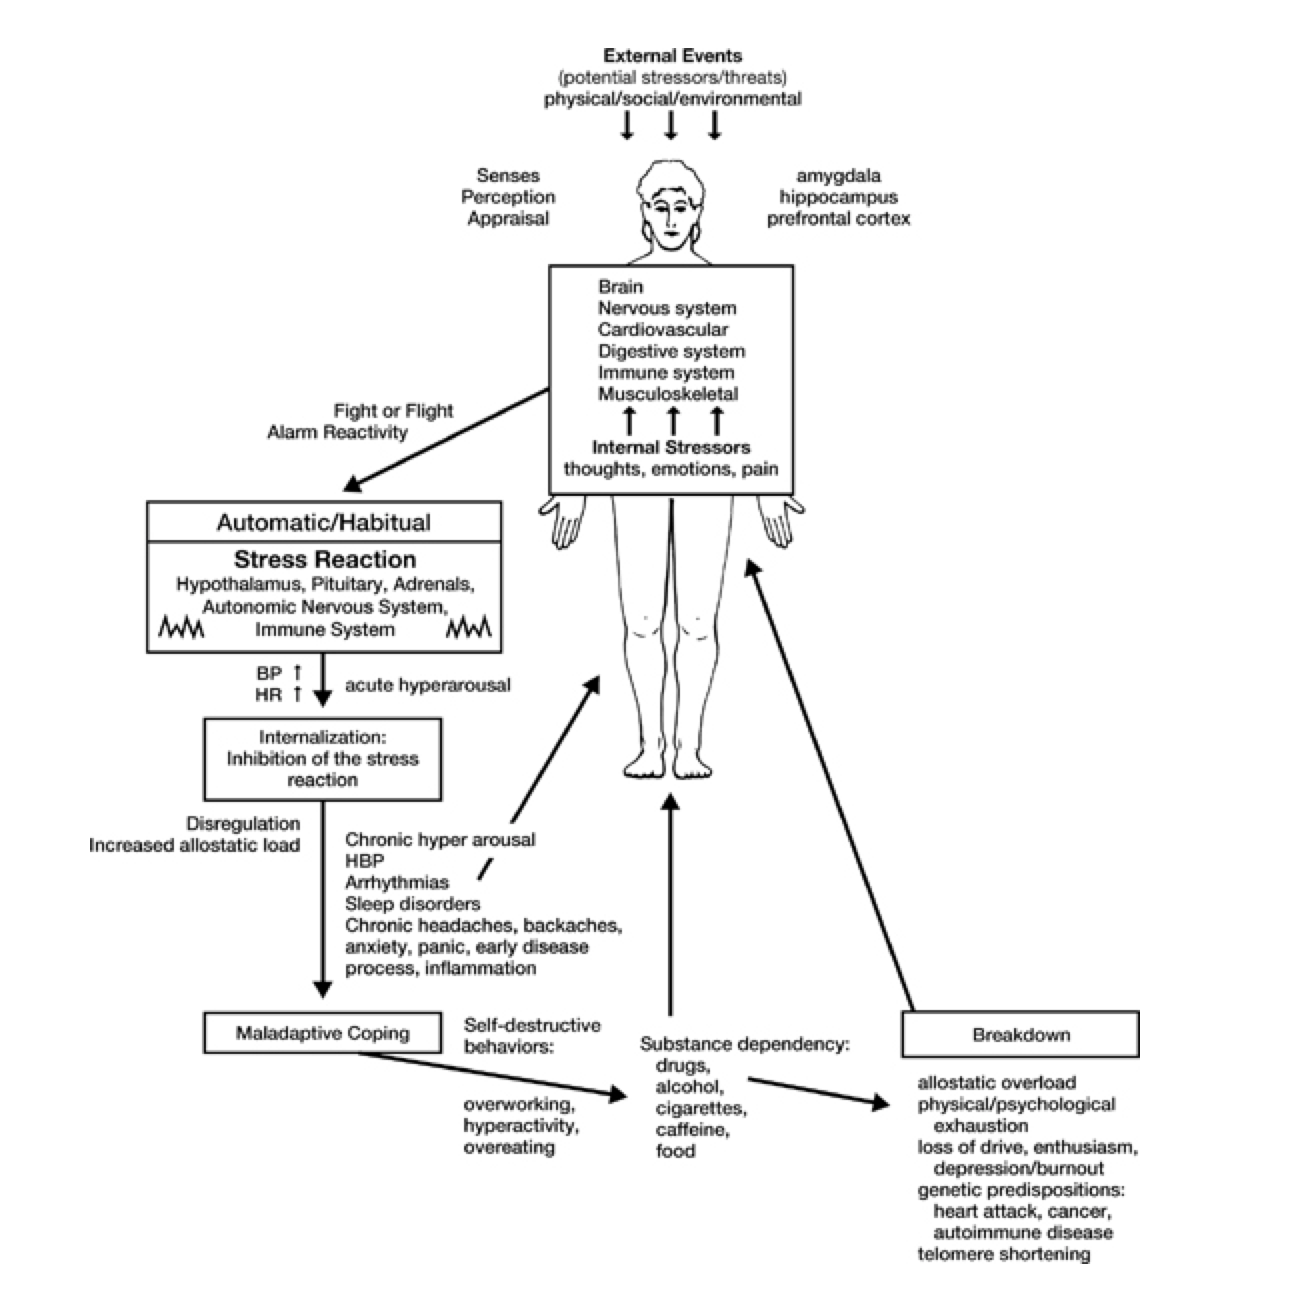 External Events
(potential stressors/threats)
physical/social/environmental
Senses
Perception
Appraisal
amygdala
hippocampus
prefrontal cortex
Brain
Nervous system
Cardiovascular
Digestive system
Immune system
Musculoskeletal
Internal Stressors
thoughts, emotions, pain
Fight or Flight
Alarm Reactivity
Automatic/Habitual
Stress Reaction
Hypothalamus, Pituitary, Adrenals,
Autonomic Nervous System,
Immune System
BP ↑
HR ↑
acute hyperarousal
Internalization:
Inhibition of the stress
reaction
Disregulation
Increased allostatic load
Chronic hyper arousal
HBP
Arrhythmias
Sleep disorders
Chronic headaches, backaches,
anxiety, panic, early disease
process, inflammation
Maladaptive Coping
Self-destructive
behaviors:
overworking,
hyperactivity,
overeating
Substance dependency:
drugs,
alcohol,
cigarettes,
caffeine,
food
Breakdown
allostatic overload
physical/psychological
exhaustion
loss of drive, enthusiasm,
depression/burnout
genetic predispositions:
heart attack, cancer,
autoimmune disease
telomere shortening